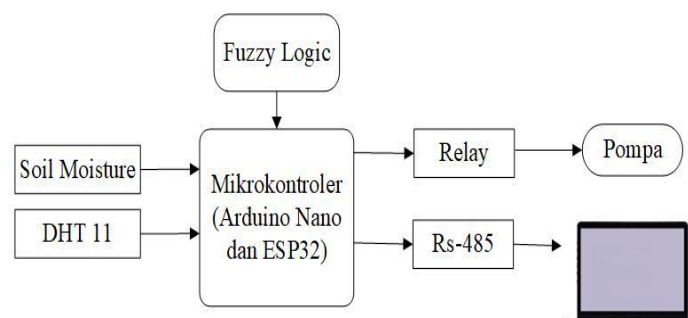 Fuzzy Logic
Soil Moisture
DHT 11
Mikrokontroler
(Arduino Nano
dan ESP32)
Relay
Pompa
Rs-485